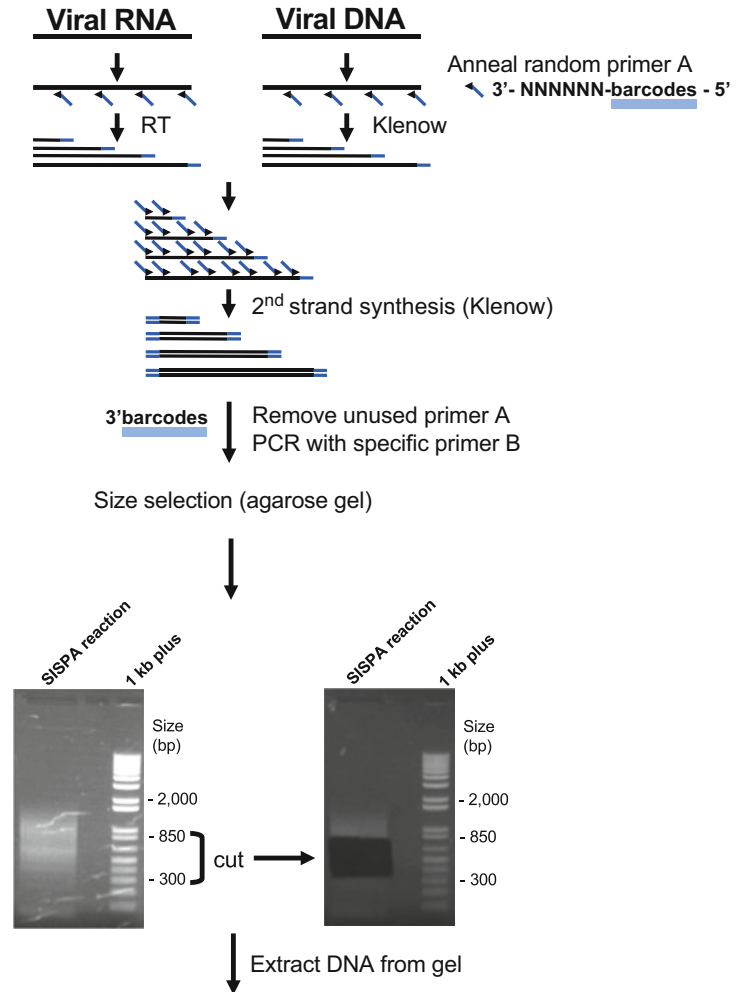 Viral RNA
Viral DNA
Anneal random primer A
3'- NNNNNN-barcodes - 5'
RT
Klenow
2nd strand synthesis (Klenow)
3'barcodes
Remove unused primer A
PCR with specific primer B
Size selection (agarose gel)
SISPA reaction
1 kb plus
Size
(bp)
- 2,000
- 850
- 300
cut
SISPA reaction
1 kb plus
Size
(bp)
- 2,000
- 850
- 300
Extract DNA from gel